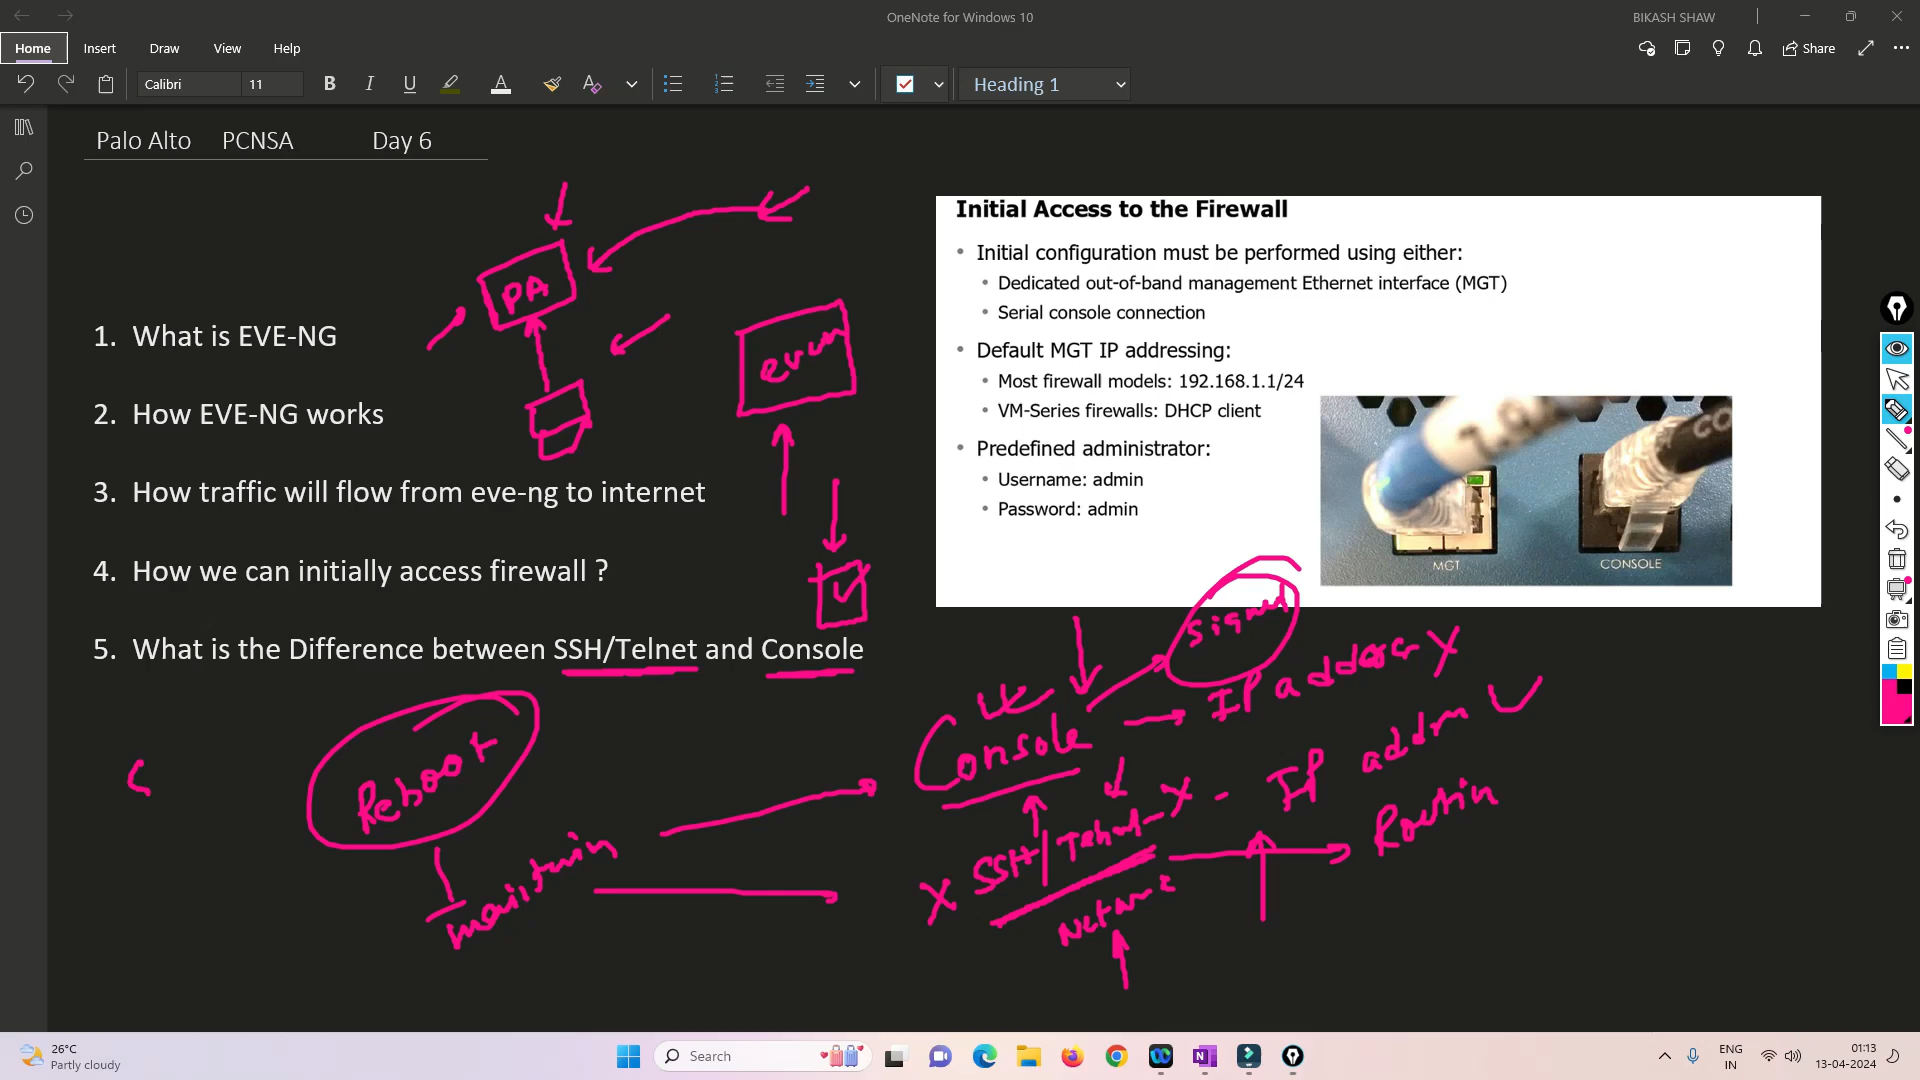 OneNote for Windows 10
BIKASH SHAW
Home Insert Draw View Help
Share
Calibri 11 B I U A A Heading 1
Palo Alto PCNSA Day 6
1. What is EVE-NG
2. How EVE-NG works
3. How traffic will flow from eve-ng to internet
4. How we can initially access firewall ?
5. What is the Difference between SSH/Telnet and Console
PA
Initial Access to the Firewall
• Initial configuration must be performed using either:
• Dedicated out-of-band management Ethernet interface (MGT)
• Serial console connection
• Default MGT IP addressing:
• Most firewall models: 192.168.1.1/24
• VM-Series firewalls: DHCP client
• Predefined administrator:
• Username: admin
• Password: admin
MGT CONSOLE
Reboot
Console
IP
X
X - IP
X SSH/
26°C
Partly cloudy
Search
ENG
IN
01:13
13-04-2024